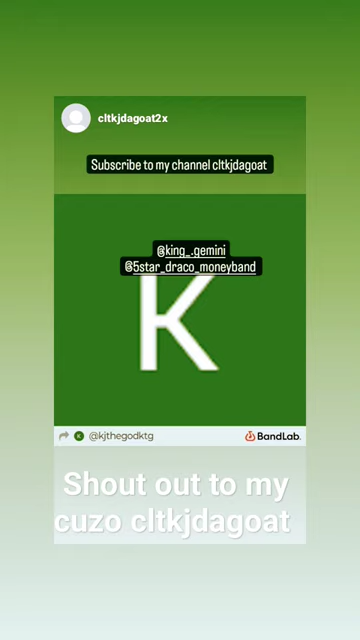 cltkjdagoat2x
Subscribe to my channel cltkjdagoat
@king_.gemini
@5star_draco_moneyband
K
K @kjthegodktg BandLab
Shout out to my
cuzo cltkjdagoat